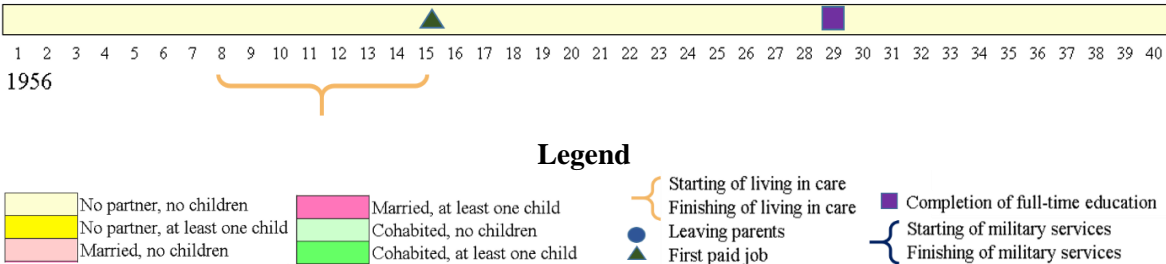 1 2 3 4 5 6 7 8 9 10 11 12 13 14 15 16 17 18 19 20 21 22 23 24 25 26 27 28 29 30 31 32 33 34 35 36 37 38 39 40
1956
Legend
No partner, no children
No partner, at least one child
Married, no children
Married, at least one child
Cohabited, no children
Cohabited, at least one child
Starting of living in care
Finishing of living in care
Leaving parents
First paid job
Completion of full-time education
Starting of military services
Finishing of military services